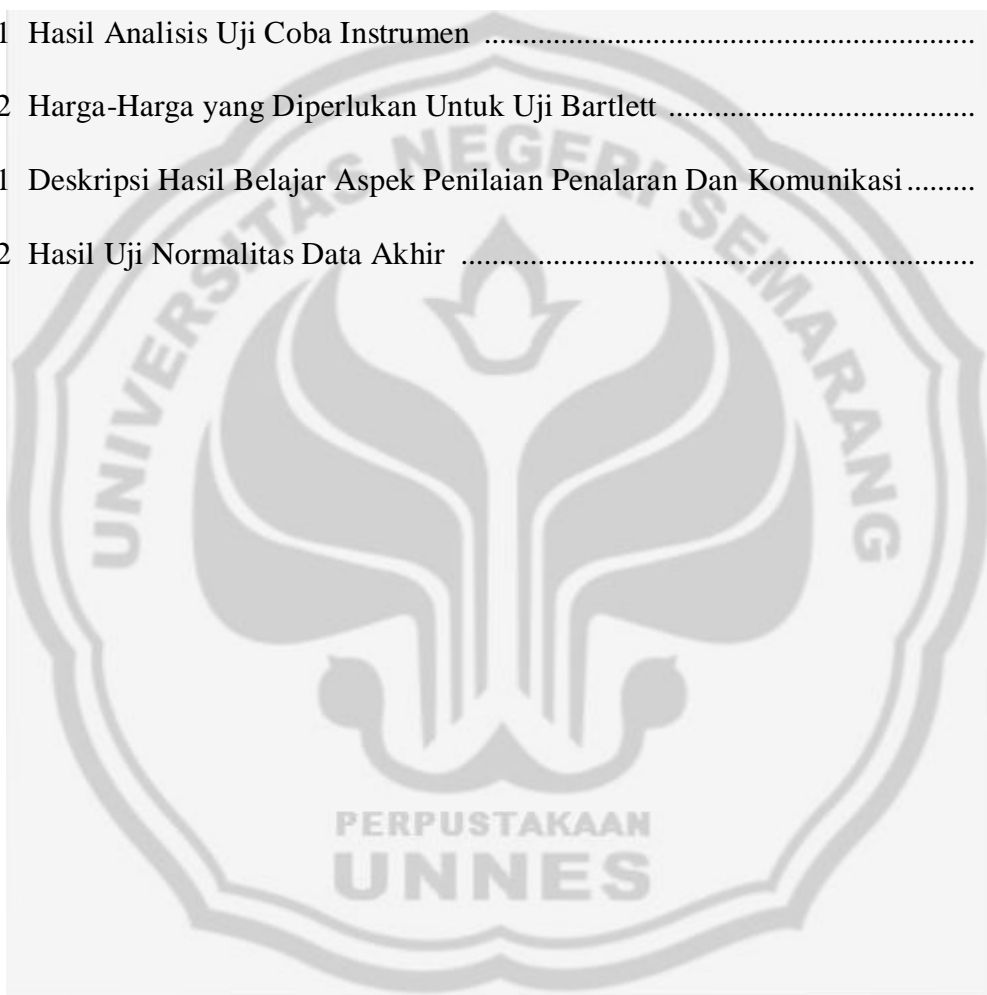 1 Hasil Analisis Uji Coba Instrumen ................................................................
2 Harga-Harga yang Diperlukan Untuk Uji Bartlett ........................................
1 Deskripsi Hasil Belajar Aspek Penilaian Penalaran Dan Komunikasi .........
2 Hasil Uji Normalitas Data Akhir ...................................................................
UNIVERSITAS NEGERI SEMARANG
PERPUSTAKAAN
UNNES